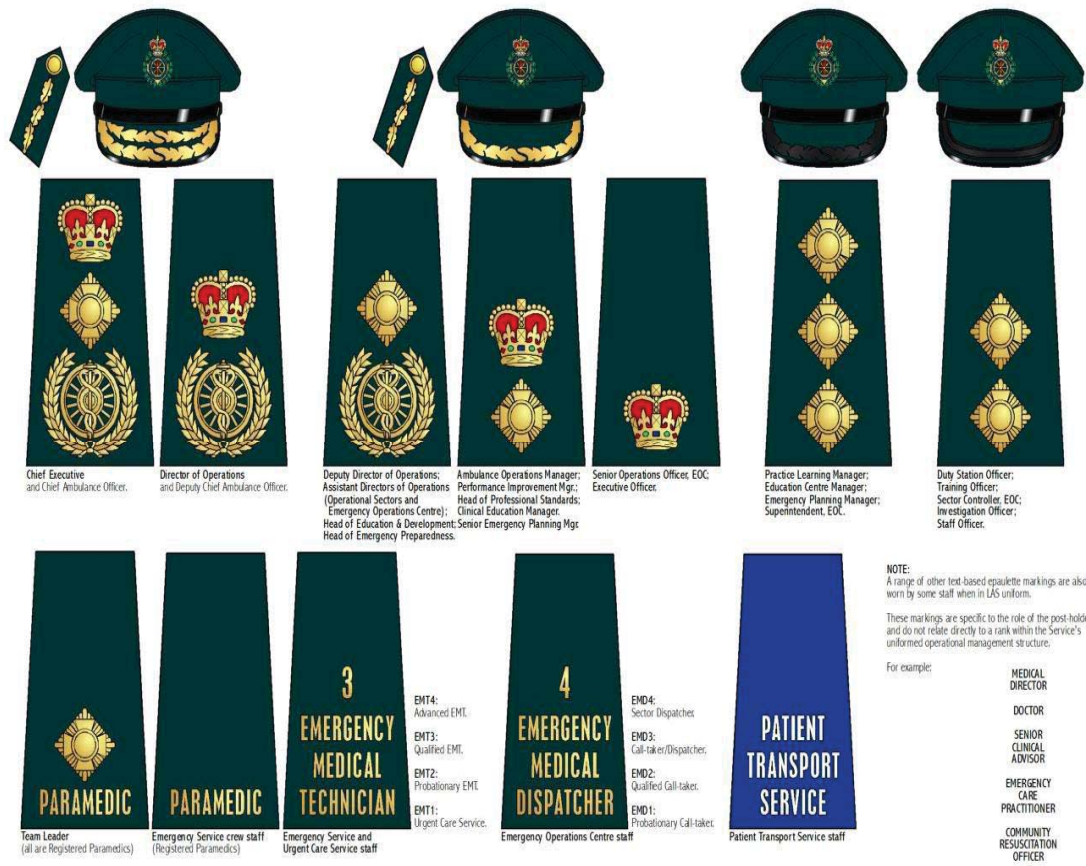 Chief Executive
and Chief Ambulance Officer.
Director of Operations
and Deputy Chief Ambulance Officer.
Deputy Director of Operations;
Assistant Directors of Operations
(Operational Sectors and
Emergency Operations Centre);
Head of Education & Development;
Head of Emergency Preparedness.
Ambulance Operations Manager;
Performance Improvement Mgr.;
Head of Professional Standards;
Clinical Education Manager.
Senior Emergency Planning Mgr.
Senior Operations Officer, EOC;
Executive Officer.
Practice Learning Manager;
Education Centre Manager;
Emergency Planning Manager;
Superintendent, EOC.
Duty Station Officer;
Training Officer;
Sector Controller, EOC;
Investigation Officer;
Staff Officer.
PARAMEDIC
Team Leader
(all are Registered Paramedics)
PARAMEDIC
Emergency Service crew staff
(Registered Paramedics)
3
EMERGENCY
MEDICAL
TECHNICIAN
Emergency Service and
Urgent Care Service staff
EMT4:
Advanced EMT.
EMT3:
Qualified EMT.
EMT2:
Probationary EMT.
EMT1:
Urgent Care Service.
4
EMERGENCY
MEDICAL
DISPATCHER
Emergency Operations Centre staff
EMD4:
Sector Dispatcher.
EMD3:
Call-taker/Dispatcher.
EMD2:
Qualified Call-taker.
EMD1:
Probationary Call-taker.
PATIENT
TRANSPORT
SERVICE
Patient Transport Service staff
NOTE:
A range of other text-based epaulette markings are also
worn by some staff when in LAS uniform.
These markings are specific to the role of the post-holde
and do not relate directly to a rank within the Service's
uniformed operational management structure.
For example:
MEDICAL
DIRECTOR
DOCTOR
SENIOR
CLINICAL
ADVISOR
EMERGENCY
CARE
PRACTITIONER
COMMUNITY
RESUSCITATION
OFFICER